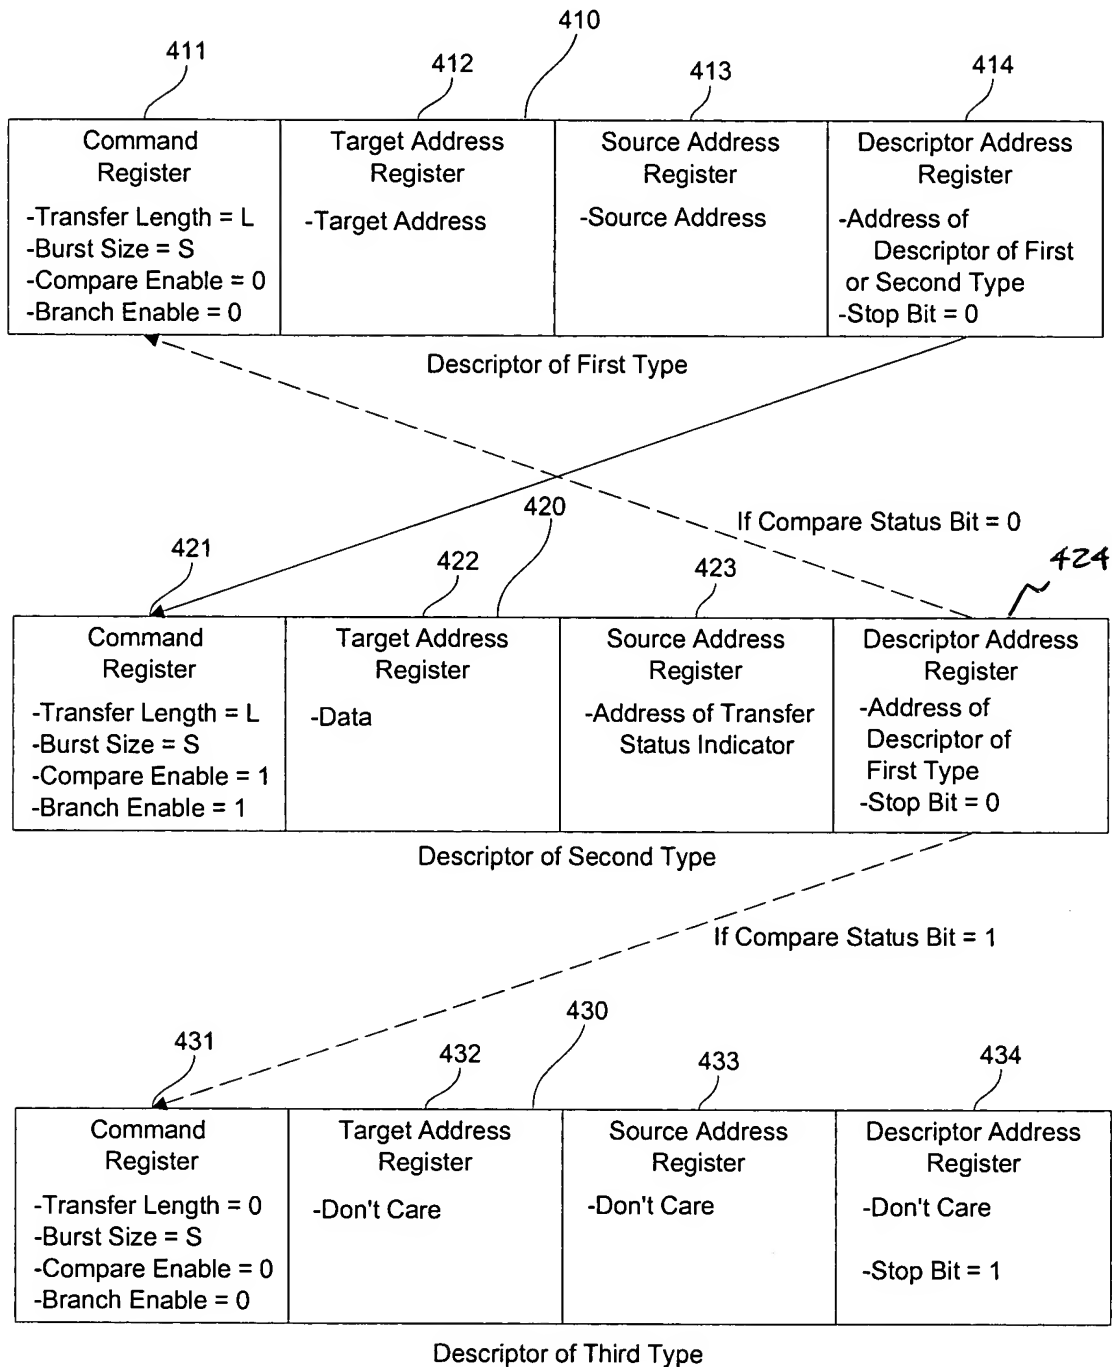 410
411
412
413
414
Command
Register
-Transfer Length = L
-Burst Size = S
-Compare Enable = 0
-Branch Enable = 0
Target Address
Register
-Target Address
Source Address
Register
-Source Address
Descriptor Address
Register
-Address of
Descriptor of First
or Second Type
-Stop Bit = 0
Descriptor of First Type
If Compare Status Bit = 0
420
421
422
423
424
Command
Register
-Transfer Length = L
-Burst Size = S
-Compare Enable = 1
-Branch Enable = 1
Target Address
Register
-Data
Source Address
Register
-Address of Transfer
Status Indicator
Descriptor Address
Register
-Address of
Descriptor of
First Type
-Stop Bit = 0
Descriptor of Second Type
If Compare Status Bit = 1
430
431
432
433
434
Command
Register
-Transfer Length = 0
-Burst Size = S
-Compare Enable = 0
-Branch Enable = 0
Target Address
Register
-Don't Care
Source Address
Register
-Don't Care
Descriptor Address
Register
-Don't Care
-Stop Bit = 1
Descriptor of Third Type